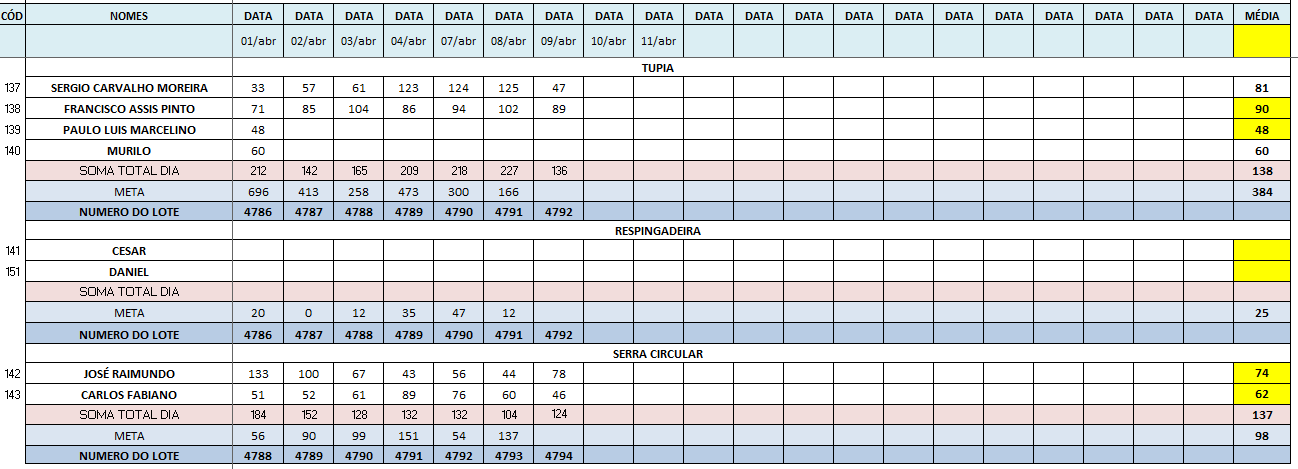 CÓD NOMES DATA DATA DATA DATA DATA DATA DATA DATA DATA DATA DATA DATA DATA DATA DATA DATA DATA DATA DATA DATA MÉDIA
01/abr 02/abr 03/abr 04/abr 07/abr 08/abr 09/abr 10/abr 11/abr
TUPIA
137 SERGIO CARVALHO MOREIRA 33 57 61 123 124 125 47 81
138 FRANCISCO ASSIS PINTO 71 85 104 86 94 102 89 90
139 PAULO LUIS MARCELINO 48 48
140 MURILO 60 60
SOMA TOTAL DIA 212 142 165 209 218 227 136 138
META 696 413 258 473 300 166 384
NUMERO DO LOTE 4786 4787 4788 4789 4790 4791 4792
RESPINGADEIRA
141 CESAR
151 DANIEL
SOMA TOTAL DIA
META 20 0 12 35 47 12 25
NUMERO DO LOTE 4786 4787 4788 4789 4790 4791 4792
SERRA CIRCULAR
142 JOSÉ RAIMUNDO 133 100 67 43 56 44 78 74
143 CARLOS FABIANO 51 52 61 89 76 60 46 62
SOMA TOTAL DIA 184 152 128 132 132 104 124 137
META 56 90 99 151 54 137 98
NUMERO DO LOTE 4788 4789 4790 4791 4792 4793 4794